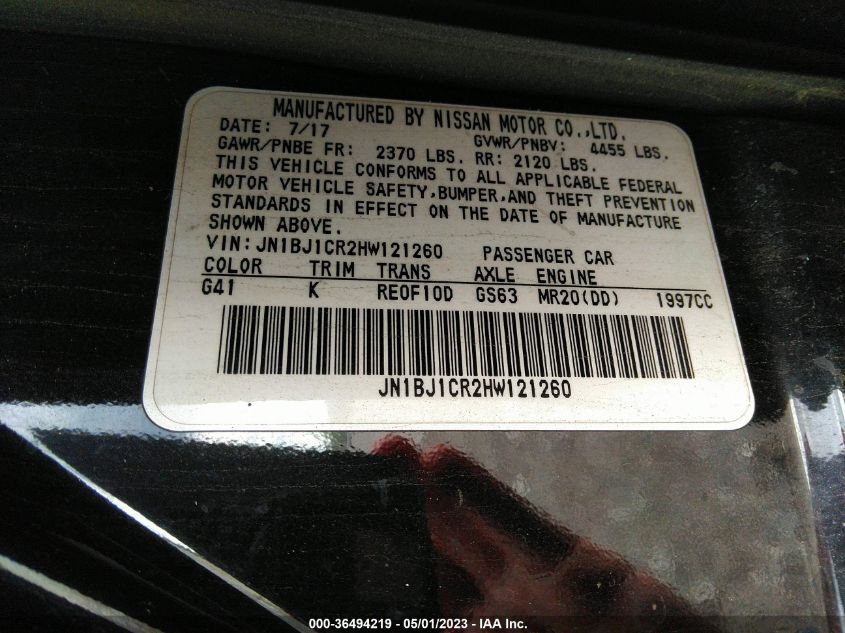 MANUFACTURED BY NISSAN MOTOR CO.,LTD.
DATE: 7/17 GVWR/PNBV: 4455 LBS.
GAWR/PNBE FR: 2370 LBS. RR: 2120 LBS.
THIS VEHICLE CONFORMS TO ALL APPLICABLE FEDERAL
MOTOR VEHICLE SAFETY,BUMPER,AND THEFT PREVENTION
STANDARDS IN EFFECT ON THE DATE OF MANUFACTURE
SHOWN ABOVE.
VIN:JN1BJ1CR2HW121260 PASSENGER CAR
COLOR TRIM TRANS AXLE ENGINE
G41 K RE0F10D GS63 MR20(DD) 1997CC
JN1BJ1CR2HW121260
000-36494219 - 05/01/2023 - IAA Inc.